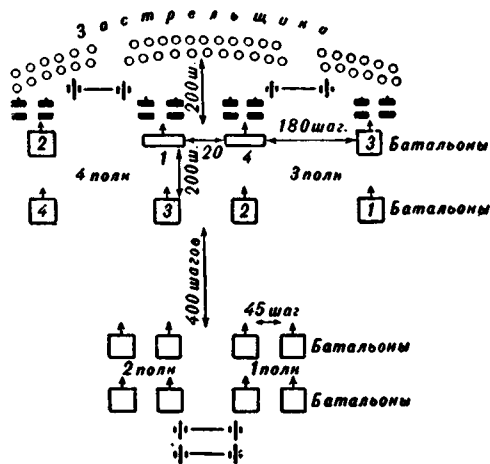 Застрельщики
200ш.
180шаг.
2
1
20
4
3
Батальоны
4 полк
200ш.
3 полк
4
3
2
1
Батальоны
400 шагов
45 шаг
Батальоны
2 полк
1 полк
Батальоны